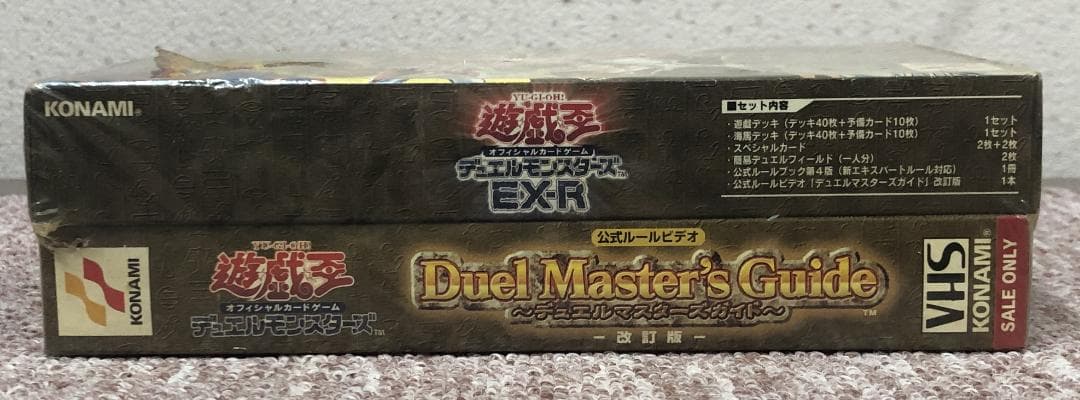 KONAMI®
YU-GI-OH!
遊戯王
オフィシャルカードゲーム
デュエルモンスターズ™
EX-R
■セット内容
・遊戯デッキ(デッキ40枚+予備カード10枚) 1セット
・海馬デッキ(デッキ40枚+予備カード10枚) 1セット
・スペシャルカード 2枚+2枚
・簡易デュエルフィールド(一人分) 2枚
・公式ルールブック第4版(新エキスパートルール対応) 1冊
・公式ルールビデオ「デュエルマスターズガイド」改訂版 1本
KONAMI
YU-GI-OH!
遊戯王
オフィシャルカードゲーム
デュエルモンスターズ™
公式ルールビデオ
Duel Master's Guide™
〜デュエルマスターズガイド〜
−改訂版−
VHS
KONAMI®
SALE ONLY